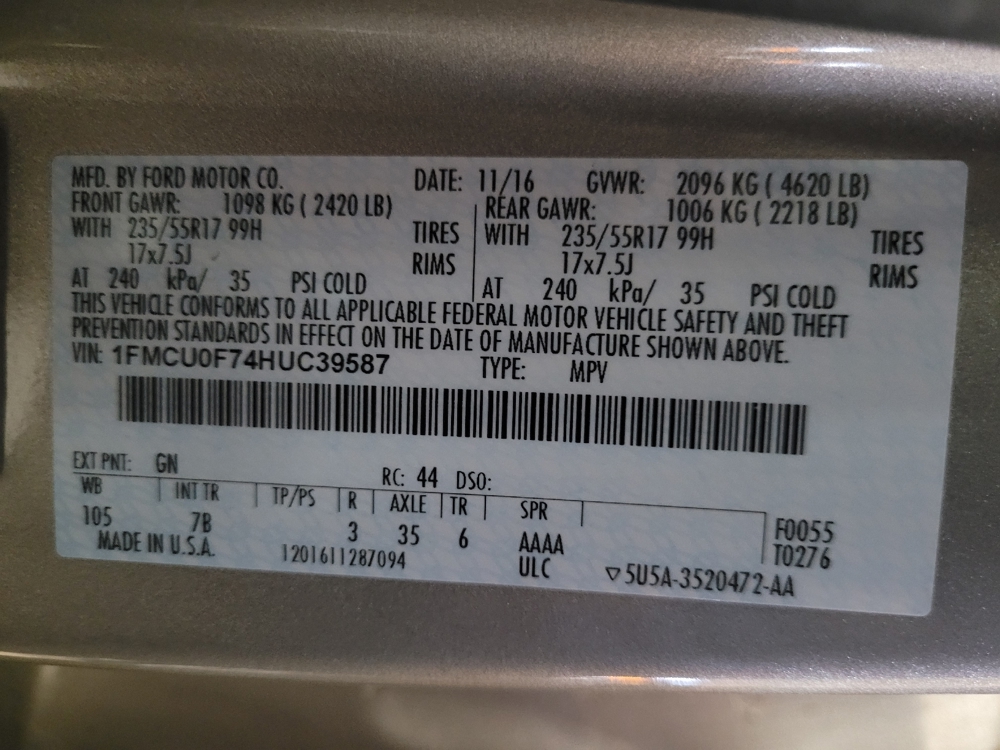 MFD. BY FORD MOTOR CO. DATE: 11/16 GVWR: 2096 KG ( 4620 LB)
FRONT GAWR: 1098 KG ( 2420 LB) REAR GAWR: 1006 KG ( 2218 LB)
WITH 235/55R17 99H TIRES WITH 235/55R17 99H TIRES
17x7.5J RIMS 17x7.5J RIMS
AT 240 kPa/ 35 PSI COLD AT 240 kPa/ 35 PSI COLD
THIS VEHICLE CONFORMS TO ALL APPLICABLE FEDERAL MOTOR VEHICLE SAFETY AND THEFT
PREVENTION STANDARDS IN EFFECT ON THE DATE OF MANUFACTURE SHOWN ABOVE.
VIN: 1FMCU0F74HUC39587 TYPE: MPV
EXT PNT: GN RC: 44 DSO:
WB INT TR TP/PS R AXLE TR SPR
105 7B 3 35 6 AAAA F0055
MADE IN U.S.A. 1201611287094 ULC T0276
▽5U5A-3520472-AA